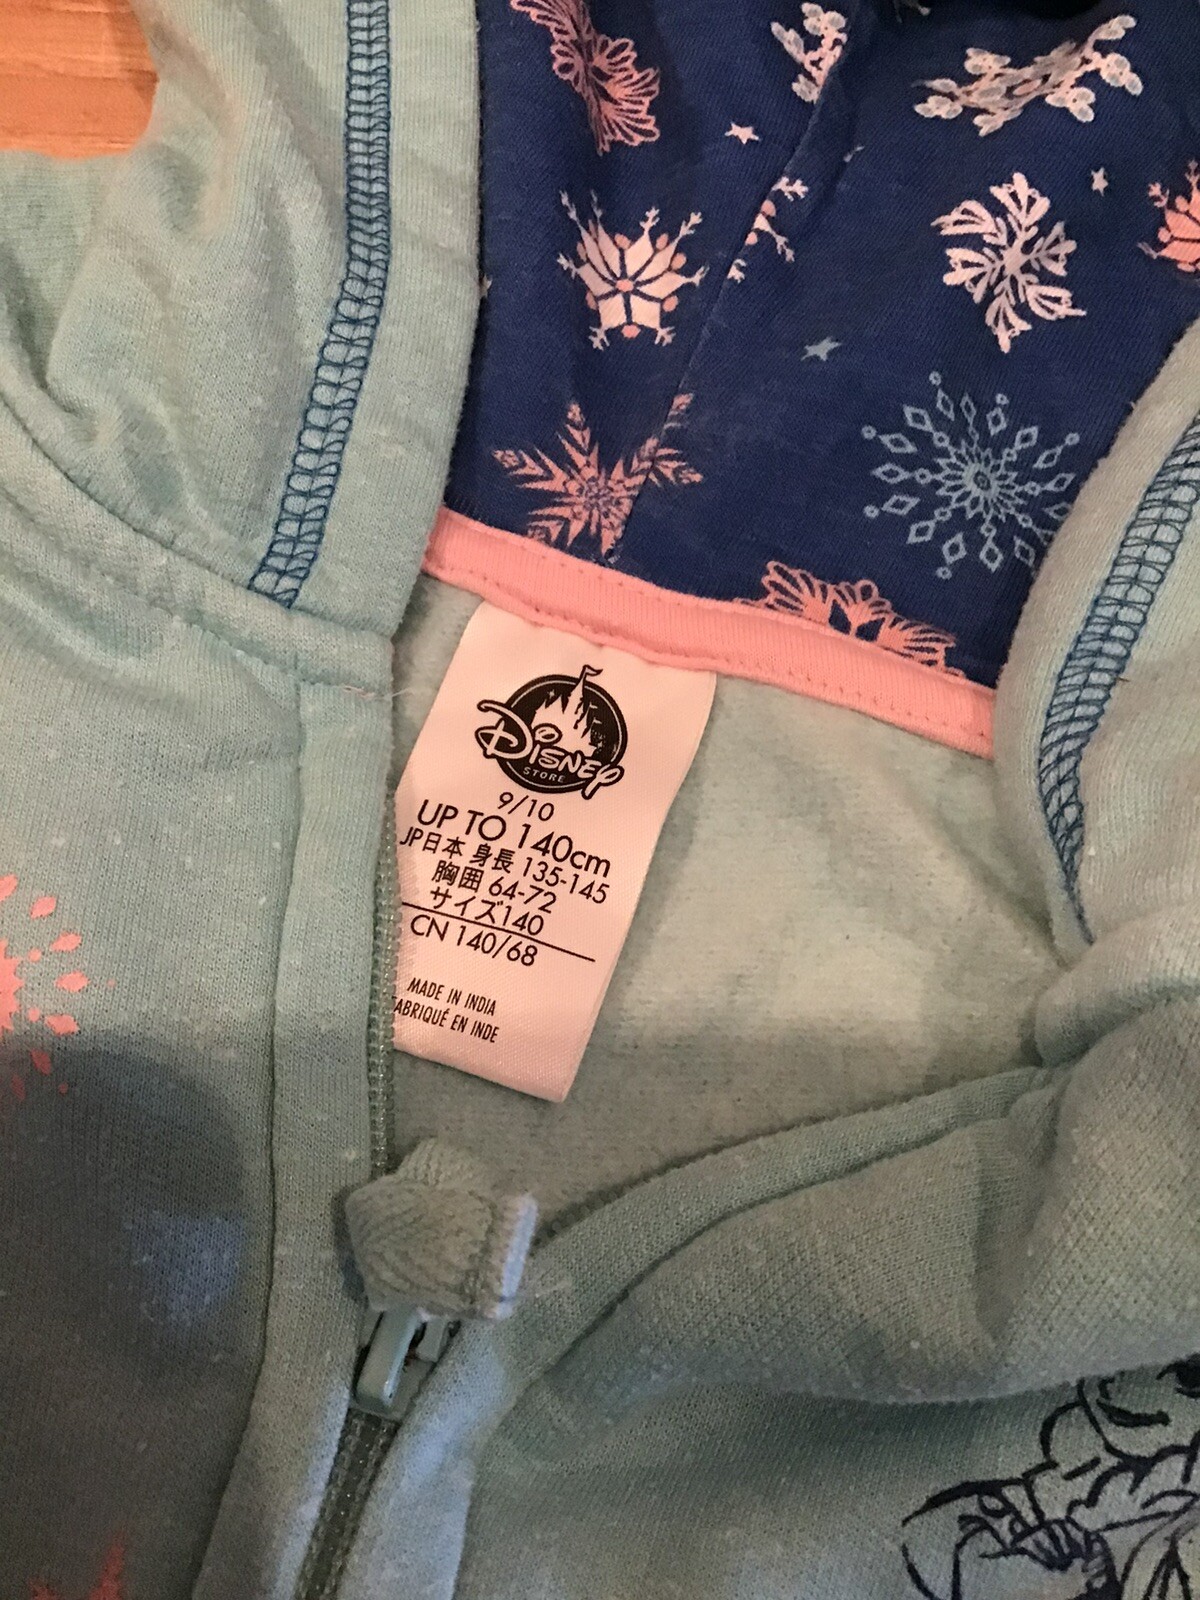 Disney
STORE
9/10
UP TO 140cm
JP日本 身長 135-145
胸囲 64-72
サイズ140
CN 140/68
MADE IN INDIA
FABRIQUÉ EN INDE